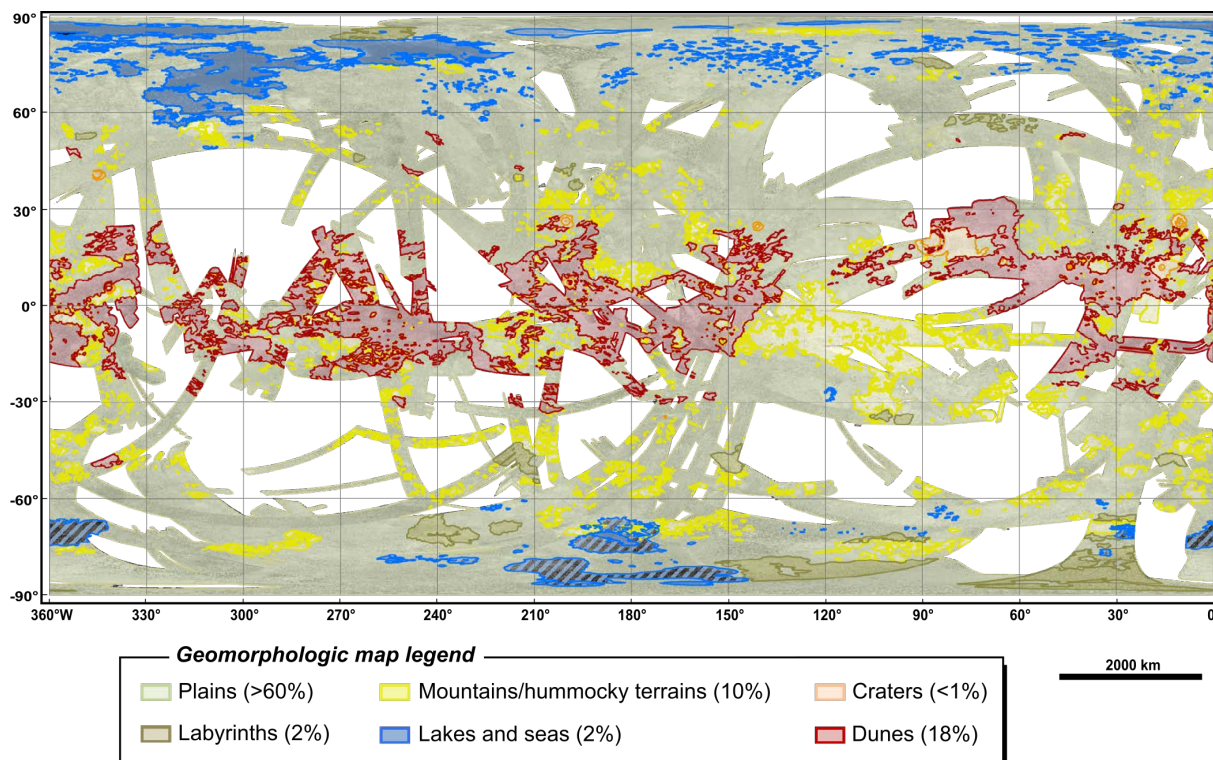 90°
60°
30°
0°
-30°
-60°
-90°
360°W 330 300 270 240 210 180 150 120 90 60 30 0
Geomorphologic map legend
Plains (>60%) Mountains/hummocky terrains (10%) Craters (<1%)
Labyrinths (2%) Lakes and seas (2%) Dunes (18%)
2000 km